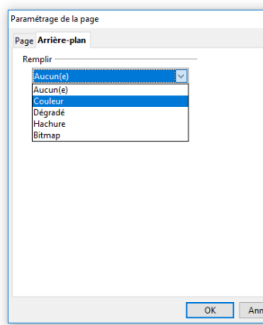 Paramétrage de la page
Page Arrière-plan
Remplir
Aucun(e)
Aucun(e)
Couleur
Dégradé
Hachure
Bitmap
OK